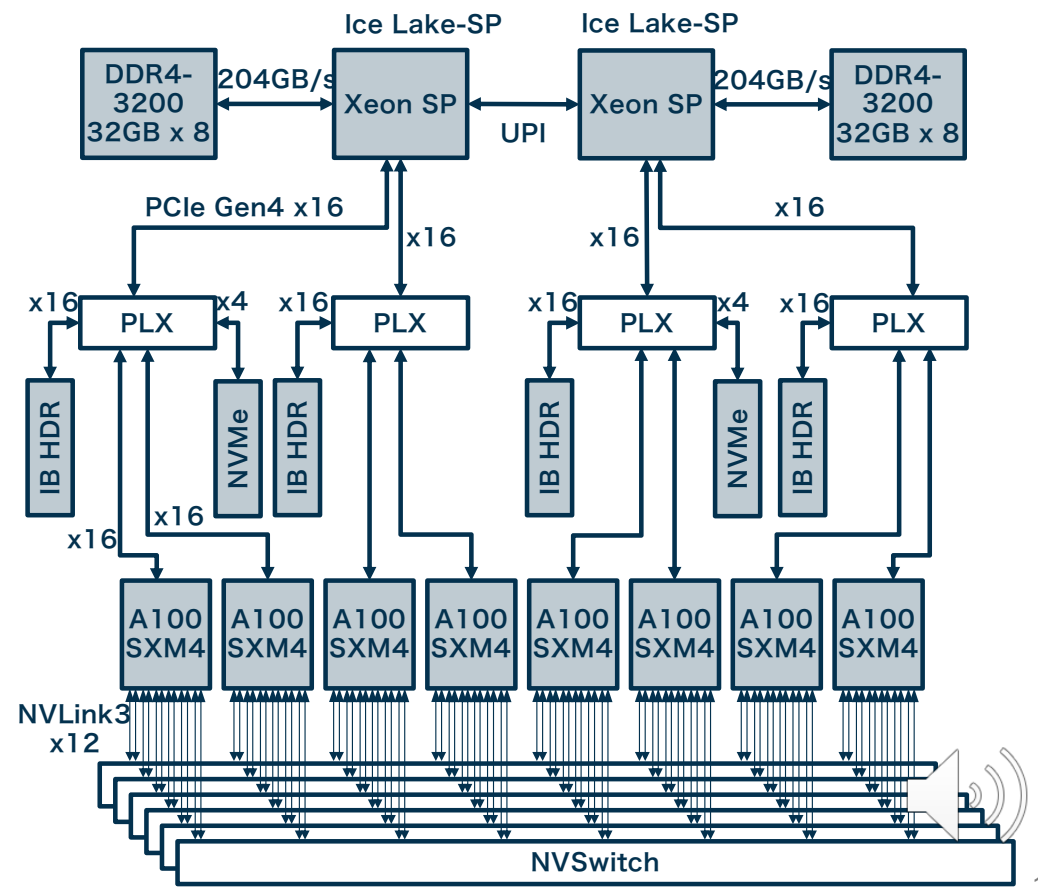 Ice Lake-SP
Ice Lake-SP
DDR4-
3200
32GB x 8
204GB/s
Xeon SP
UPI
Xeon SP
204GB/s
DDR4-
3200
32GB x 8
PCIe Gen4 x16
x16
x16
x16
x16
PLX
x4
x16
PLX
x16
PLX
x4
x16
PLX
IB HDR
NVMe
IB HDR
IB HDR
NVMe
IB HDR
x16
x16
A100
SXM4
A100
SXM4
A100
SXM4
A100
SXM4
A100
SXM4
A100
SXM4
A100
SXM4
A100
SXM4
NVLink3
x12
NVSwitch